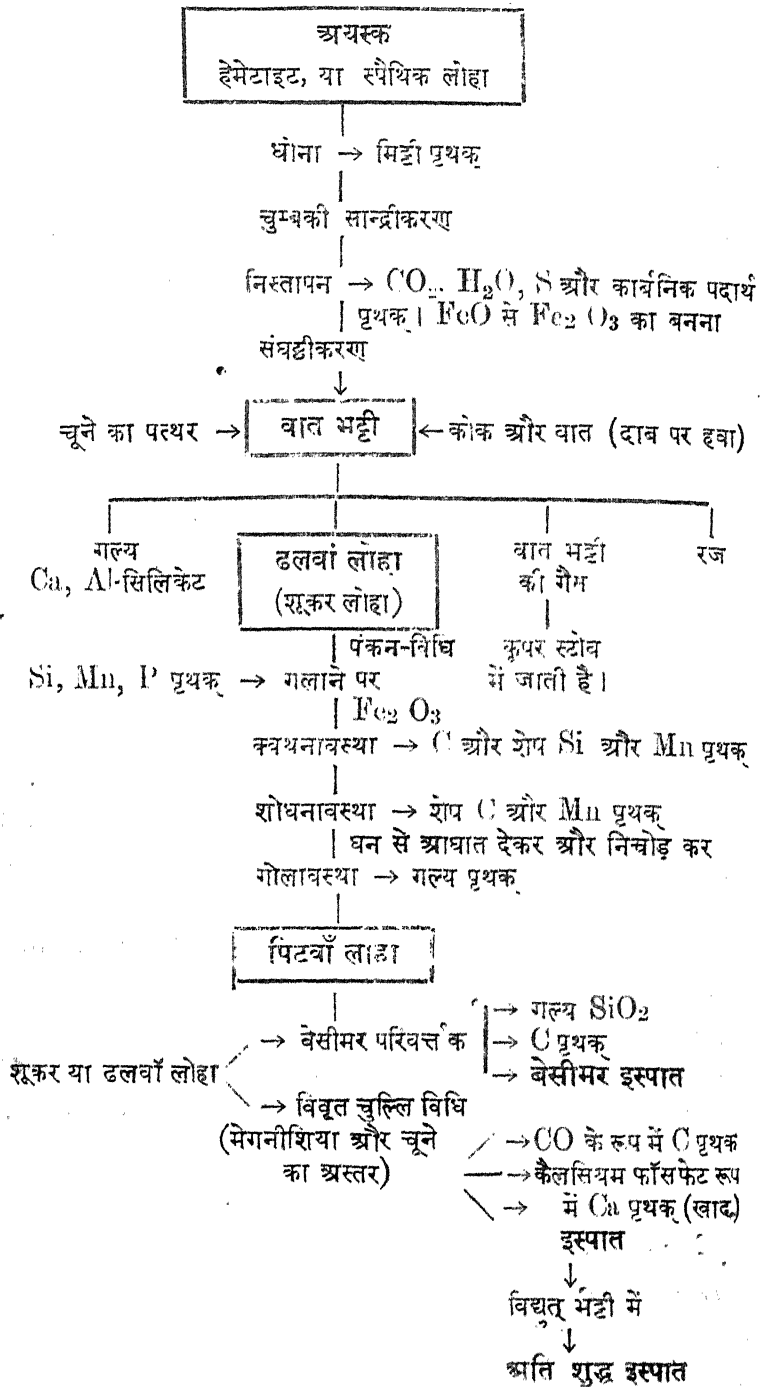 अयस्क
हेमेटाइट, या स्पैथिक लोहा
धोना → मिट्टी पृथक्
चुम्बकी सान्द्रीकरण
निस्तापन → CO₂, H₂O, S और कार्बनिक पदार्थ
पृथक्। FeO से Fe₂O₃ का बनना
संघट्टीकरण
चूने का पत्थर → वात भट्टी ← कोक और वात (दाब पर हवा)
गल्य ढलवां लोहा वात भट्टी रज
Ca, Al-सिलिकेट (शूकर लोहा) की गैस
पंकन-विधि कूपर स्टोव
Si, Mn, P पृथक् → गलाने पर में जाती है।
Fe₂O₃
क्वथनावस्था → C और शेष Si और Mn पृथक्
शोधनावस्था → शेष C और Mn पृथक्
घन से आघात देकर और निचोड़ कर
गोलावस्था → गल्य पृथक्
पिटवाँ लोहा
→ गल्य SiO₂
→ बेसीमर परिवर्त्तक → C पृथक्
शूकर या ढलवाँ लोहा → बेसीमर इस्पात
→ विवृत चुल्लि विधि
(मेगनीशिया और चूने → CO के रूप में C पृथक
का अस्तर) → कैलसियम फॉसफेट रूप
→ में Ca पृथक् (खाद)
इस्पात
↓
विद्युत् भट्टी में
↓
अति शुद्ध इस्पात